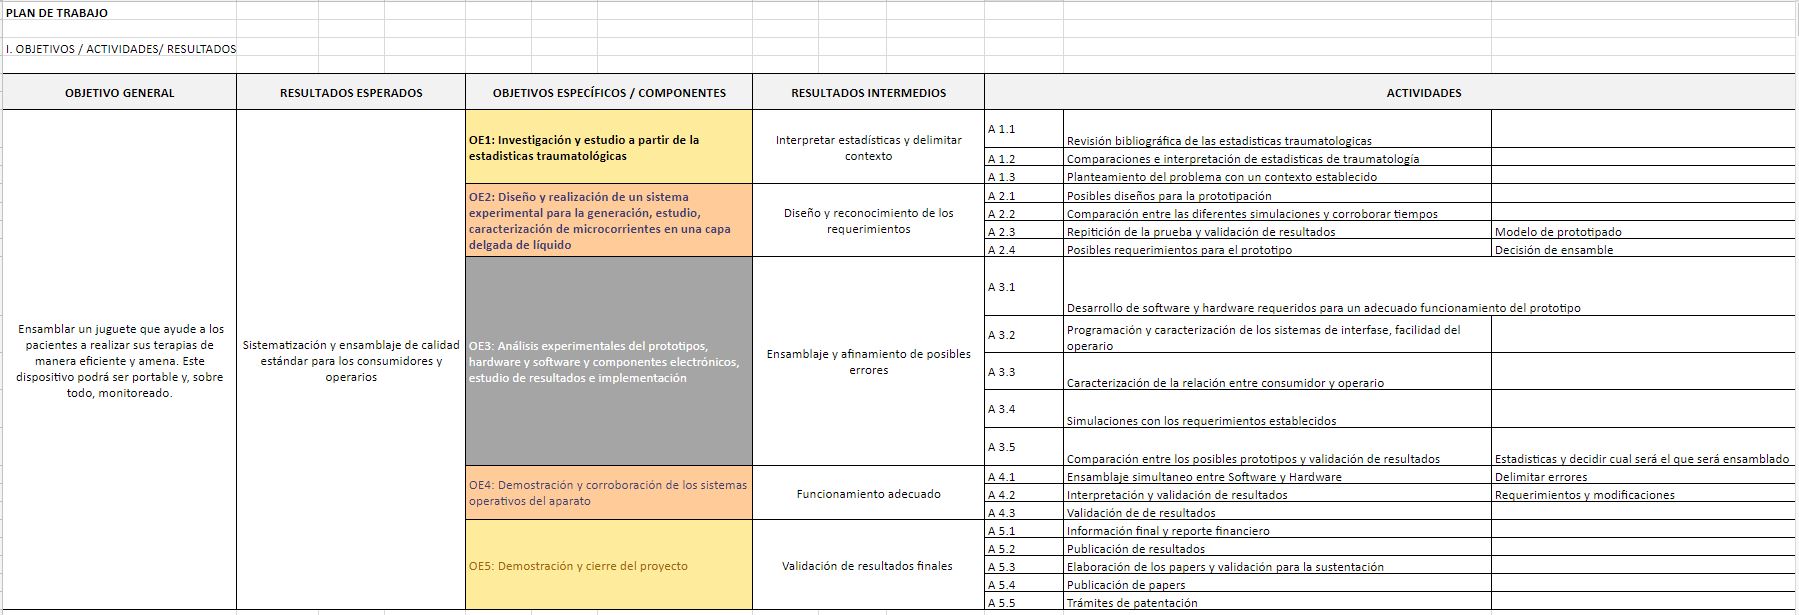 PLAN DE TRABAJO
I. OBJETIVOS / ACTIVIDADES/ RESULTADOS
OBJETIVO GENERAL
RESULTADOS ESPERADOS
OBJETIVOS ESPECÍFICOS / COMPONENTES
RESULTADOS INTERMEDIOS
ACTIVIDADES
Ensamblar un juguete que ayude a los
pacientes a realizar sus terapias de
manera eficiente y amena. Este
dispositivo podrá ser portable y, sobre
todo, monitoreado.
Sistematización y ensamblaje de calidad
estándar para los consumidores y
operarios
OE1: Investigación y estudio a partir de la
estadisticas traumatológicas
Interpretar estadísticas y delimitar
contexto
A 1.1
Revisión bibliográfica de las estadisticas traumatologicas
A 1.2
Comparaciones e interpretación de estadisticas de traumatología
A 1.3
Planteamiento del problema con un contexto establecido
OE2: Diseño y realización de un sistema
experimental para la generación, estudio,
caracterización de microcorrientes en una capa
delgada de líquido
Diseño y reconocimiento de los
requerimientos
A 2.1
Posibles diseños para la prototipación
A 2.2
Comparación entre las diferentes simulaciones y corroborar tiempos
A 2.3
Repitición de la prueba y validación de resultados
Modelo de prototipado
A 2.4
Posibles requerimientos para el prototipo
Decisión de ensamble
OE3: Análisis experimentales del prototipos,
hardware y software y componentes electrónicos,
estudio de resultados e implementación
Ensamblaje y afinamiento de posibles
errores
A 3.1
Desarrollo de software y hardware requeridos para un adecuado funcionamiento del prototipo
A 3.2
Programación y caracterización de los sistemas de interfase, facilidad del
operario
A 3.3
Caracterización de la relación entre consumidor y operario
A 3.4
Simulaciones con los requerimientos establecidos
A 3.5
Comparación entre los posibles prototipos y validación de resultados
Estadisticas y decidir cual será el que será ensamblado
OE4: Demostración y corroboración de los sistemas
operativos del aparato
Funcionamiento adecuado
A 4.1
Ensamblaje simultaneo entre Software y Hardware
Delimitar errores
A 4.2
Interpretación y validación de resultados
Requerimientos y modificaciones
A 4.3
Validación de de resultados
OE5: Demostración y cierre del proyecto
Validación de resultados finales
A 5.1
Información final y reporte financiero
A 5.2
Publicación de resultados
A 5.3
Elaboración de los papers y validación para la sustentación
A 5.4
Publicación de papers
A 5.5
Trámites de patentación